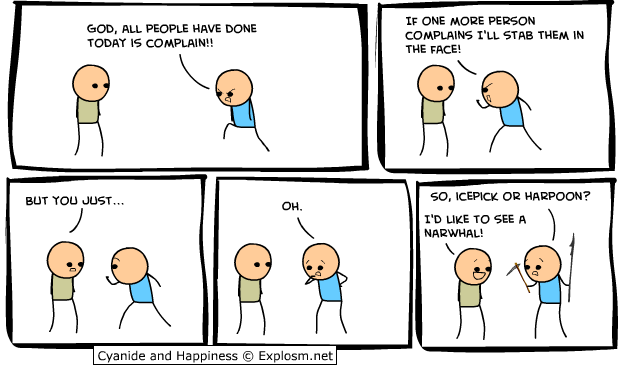 GOD, ALL PEOPLE HAVE DONE
TODAY IS COMPLAIN!!
IF ONE MORE PERSON
COMPLAINS I'LL STAB THEM IN
THE FACE!
BUT YOU JUST...
OH.
SO, ICEPICK OR HARPOON?
I'D LIKE TO SEE A
NARWHAL!
Cyanide and Happiness © Explosm.net